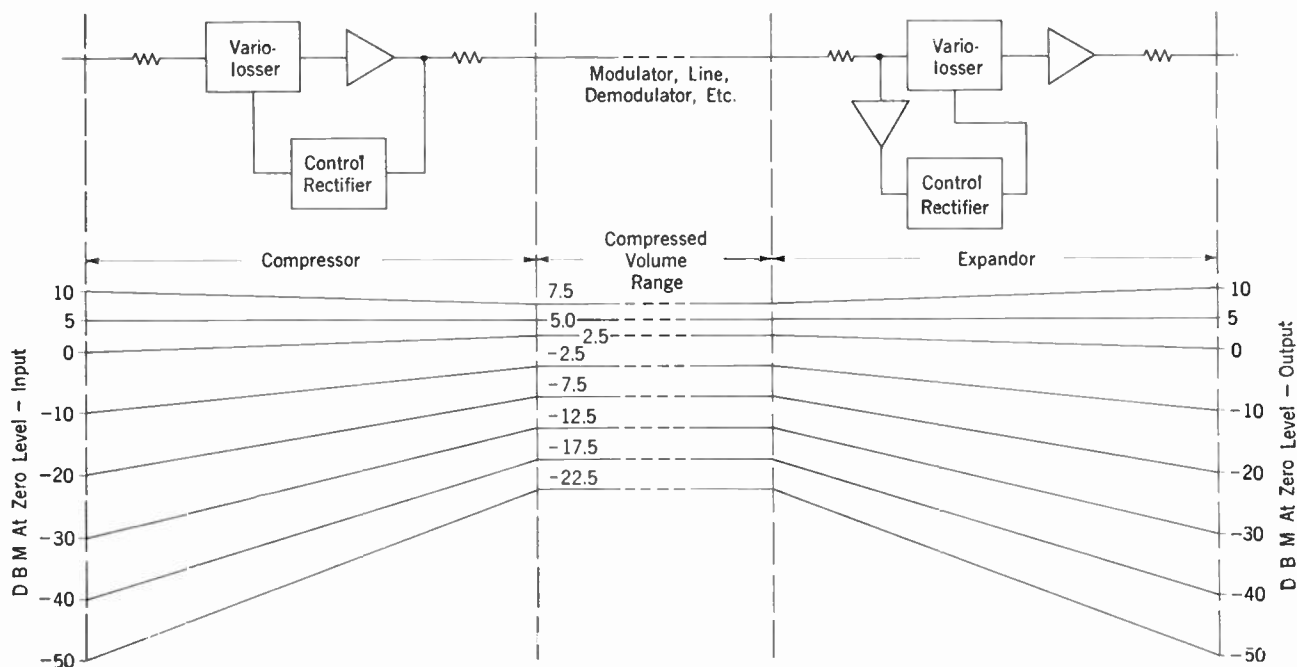 Vario-
losser
Control
Rectifier
Modulator, Line,
Demodulator, Etc.
Vario-
losser
Control
Rectifier
Compressor
Compressed
Volume
Range
Expandor
DBM At Zero Level – Input
10
5
0
-10
-20
-30
-40
-50
7.5
5.0
2.5
-2.5
-7.5
-12.5
-17.5
-22.5
10
5
0
-10
-20
-30
-40
-50
DBM At Zero Level – Output